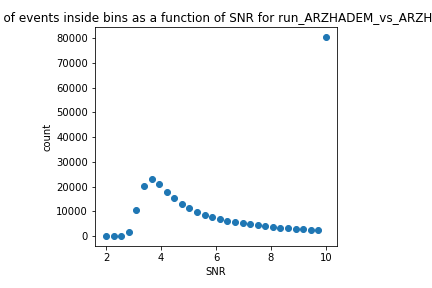 of events inside bins as a function of SNR for run_ARZHADEM_vs_ARZH
80000
70000
60000
50000
40000
30000
20000
10000
0
count
2 4 6 8 10
SNR